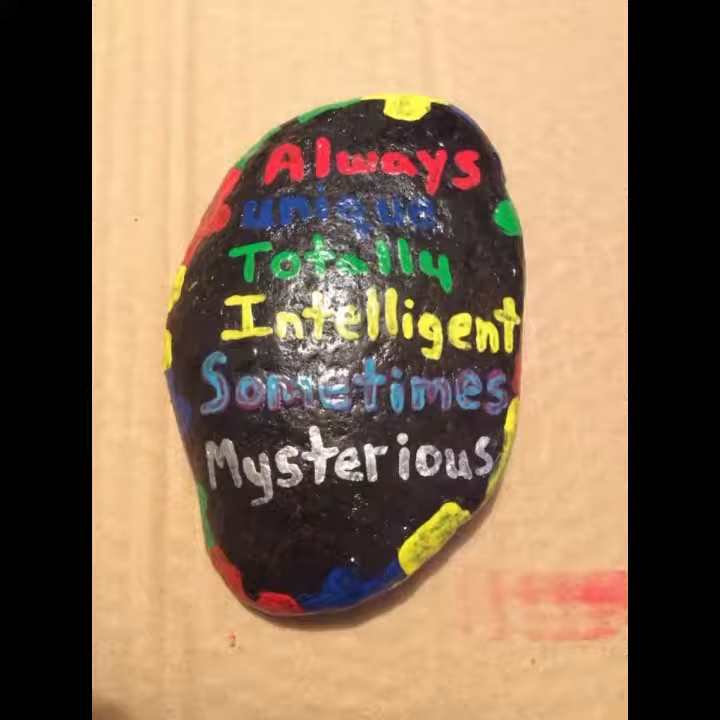 Always
unique
Totally
Intelligent
Sometimes
Mysterious